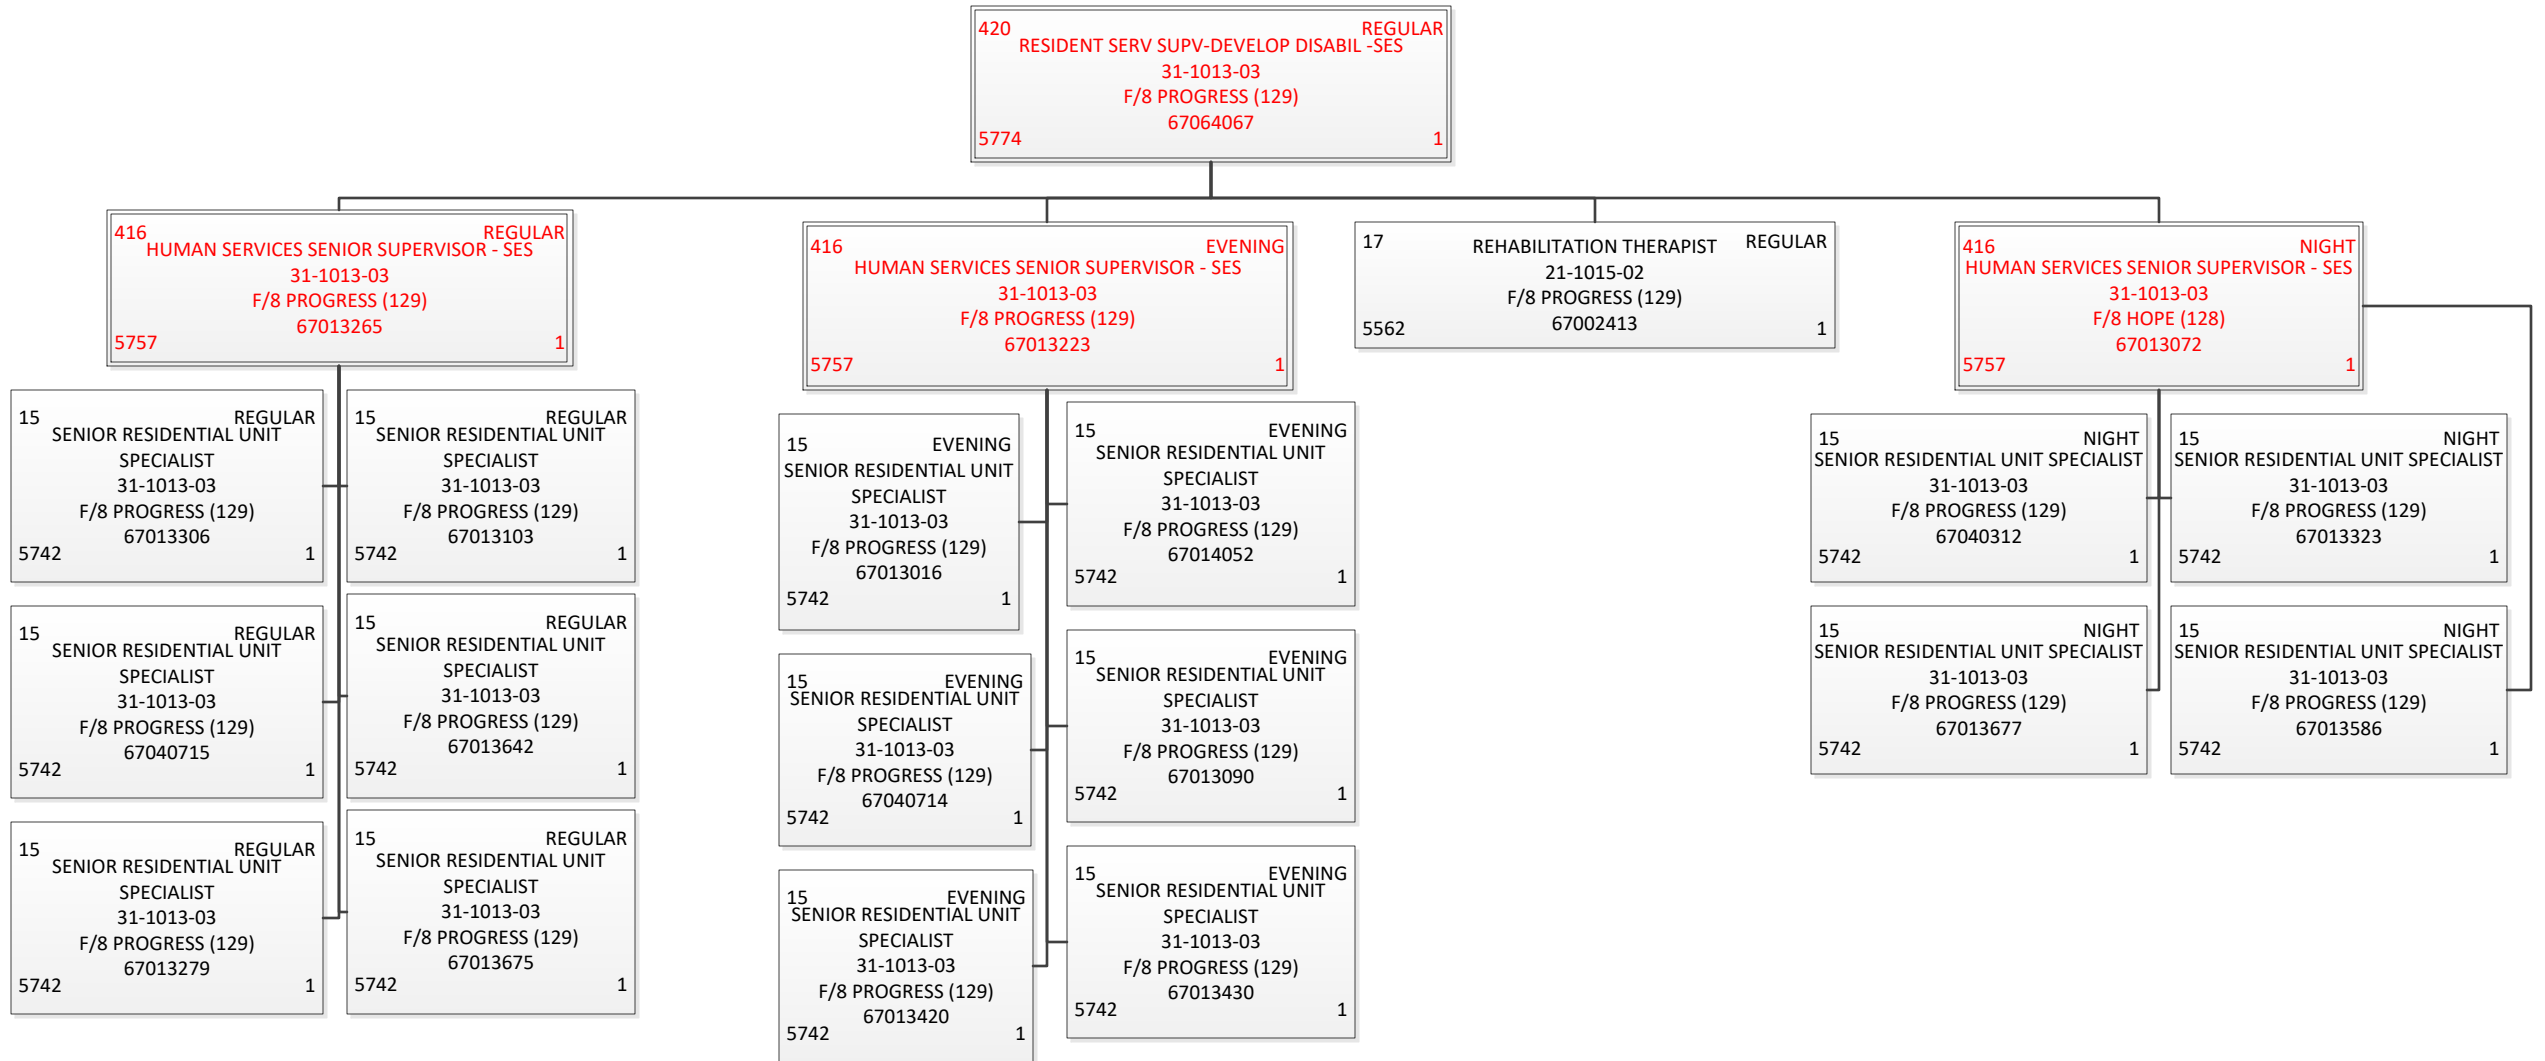 420 REGULAR
RESIDENT SERV SUPV-DEVELOP DISABIL -SES
31-1013-03
F/8 PROGRESS (129)
67064067
5774 1
416 REGULAR
HUMAN SERVICES SENIOR SUPERVISOR - SES
31-1013-03
F/8 PROGRESS (129)
67013265
5757 1
416 EVENING
HUMAN SERVICES SENIOR SUPERVISOR - SES
31-1013-03
F/8 PROGRESS (129)
67013223
5757 1
17 REHABILITATION THERAPIST REGULAR
21-1015-02
F/8 PROGRESS (129)
67002413
5562 1
416 NIGHT
HUMAN SERVICES SENIOR SUPERVISOR - SES
31-1013-03
F/8 HOPE (128)
67013072
5757 1
15 REGULAR
SENIOR RESIDENTIAL UNIT
SPECIALIST
31-1013-03
F/8 PROGRESS (129)
67013306
5742 1
15 REGULAR
SENIOR RESIDENTIAL UNIT
SPECIALIST
31-1013-03
F/8 PROGRESS (129)
67013103
5742 1
15 REGULAR
SENIOR RESIDENTIAL UNIT
SPECIALIST
31-1013-03
F/8 PROGRESS (129)
67040715
5742 1
15 REGULAR
SENIOR RESIDENTIAL UNIT
SPECIALIST
31-1013-03
F/8 PROGRESS (129)
67013642
5742 1
15 REGULAR
SENIOR RESIDENTIAL UNIT
SPECIALIST
31-1013-03
F/8 PROGRESS (129)
67013279
5742 1
15 REGULAR
SENIOR RESIDENTIAL UNIT
SPECIALIST
31-1013-03
F/8 PROGRESS (129)
67013675
5742 1
15 EVENING
SENIOR RESIDENTIAL UNIT
SPECIALIST
31-1013-03
F/8 PROGRESS (129)
67013016
5742 1
15 EVENING
SENIOR RESIDENTIAL UNIT
SPECIALIST
31-1013-03
F/8 PROGRESS (129)
67014052
5742 1
15 EVENING
SENIOR RESIDENTIAL UNIT
SPECIALIST
31-1013-03
F/8 PROGRESS (129)
67040714
5742 1
15 EVENING
SENIOR RESIDENTIAL UNIT
SPECIALIST
31-1013-03
F/8 PROGRESS (129)
67013090
5742 1
15 EVENING
SENIOR RESIDENTIAL UNIT
SPECIALIST
31-1013-03
F/8 PROGRESS (129)
67013420
5742 1
15 EVENING
SENIOR RESIDENTIAL UNIT
SPECIALIST
31-1013-03
F/8 PROGRESS (129)
67013430
5742 1
15 NIGHT
SENIOR RESIDENTIAL UNIT SPECIALIST
31-1013-03
F/8 PROGRESS (129)
67040312
5742 1
15 NIGHT
SENIOR RESIDENTIAL UNIT SPECIALIST
31-1013-03
F/8 PROGRESS (129)
67013323
5742 1
15 NIGHT
SENIOR RESIDENTIAL UNIT SPECIALIST
31-1013-03
F/8 PROGRESS (129)
67013677
5742 1
15 NIGHT
SENIOR RESIDENTIAL UNIT SPECIALIST
31-1013-03
F/8 PROGRESS (129)
67013586
5742 1